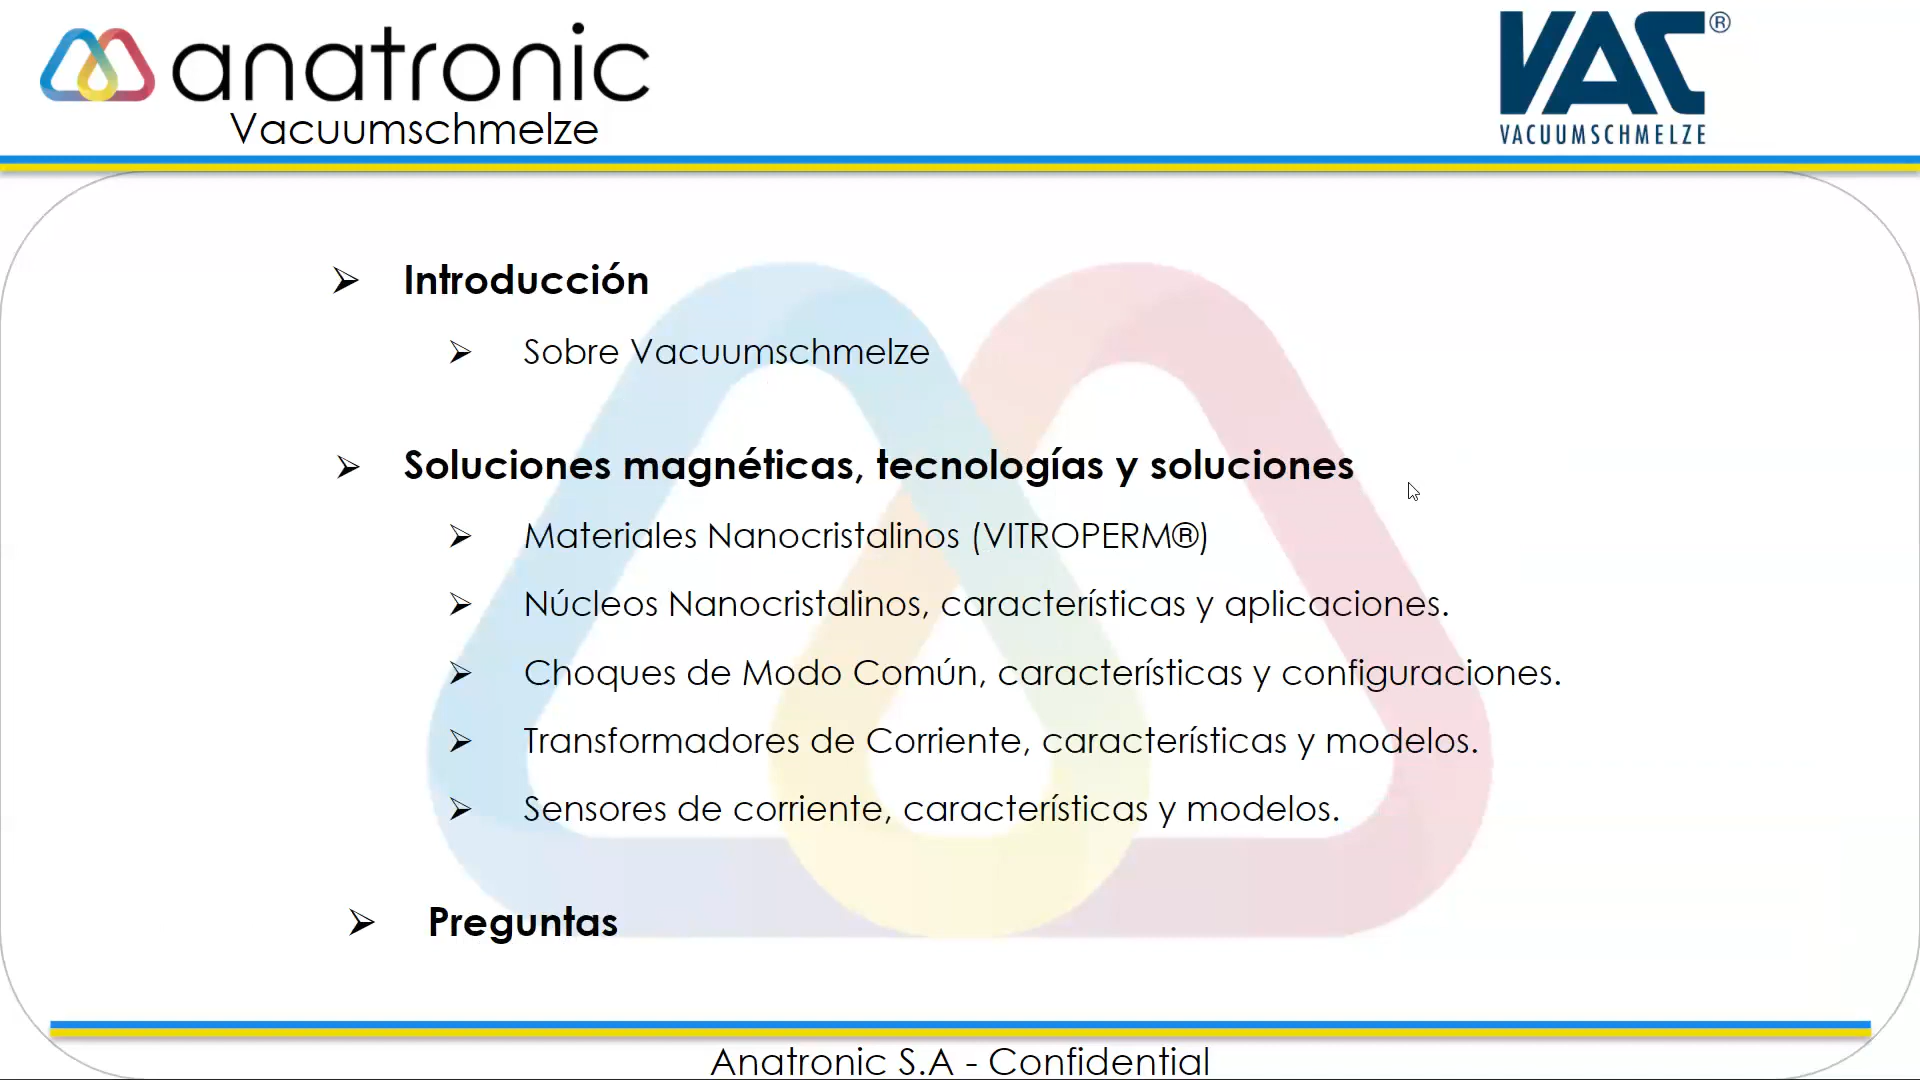 anatronic
Vacuumschmelze
VAC®
VACUUMSCHMELZE
Introducción
Sobre Vacuumschmelze
Soluciones magnéticas, tecnologías y soluciones
Materiales Nanocristalinos (VITROPERM®)
Núcleos Nanocristalinos, características y aplicaciones.
Choques de Modo Común, características y configuraciones.
Transformadores de Corriente, características y modelos.
Sensores de corriente, características y modelos.
Preguntas
Anatronic S.A - Confidential